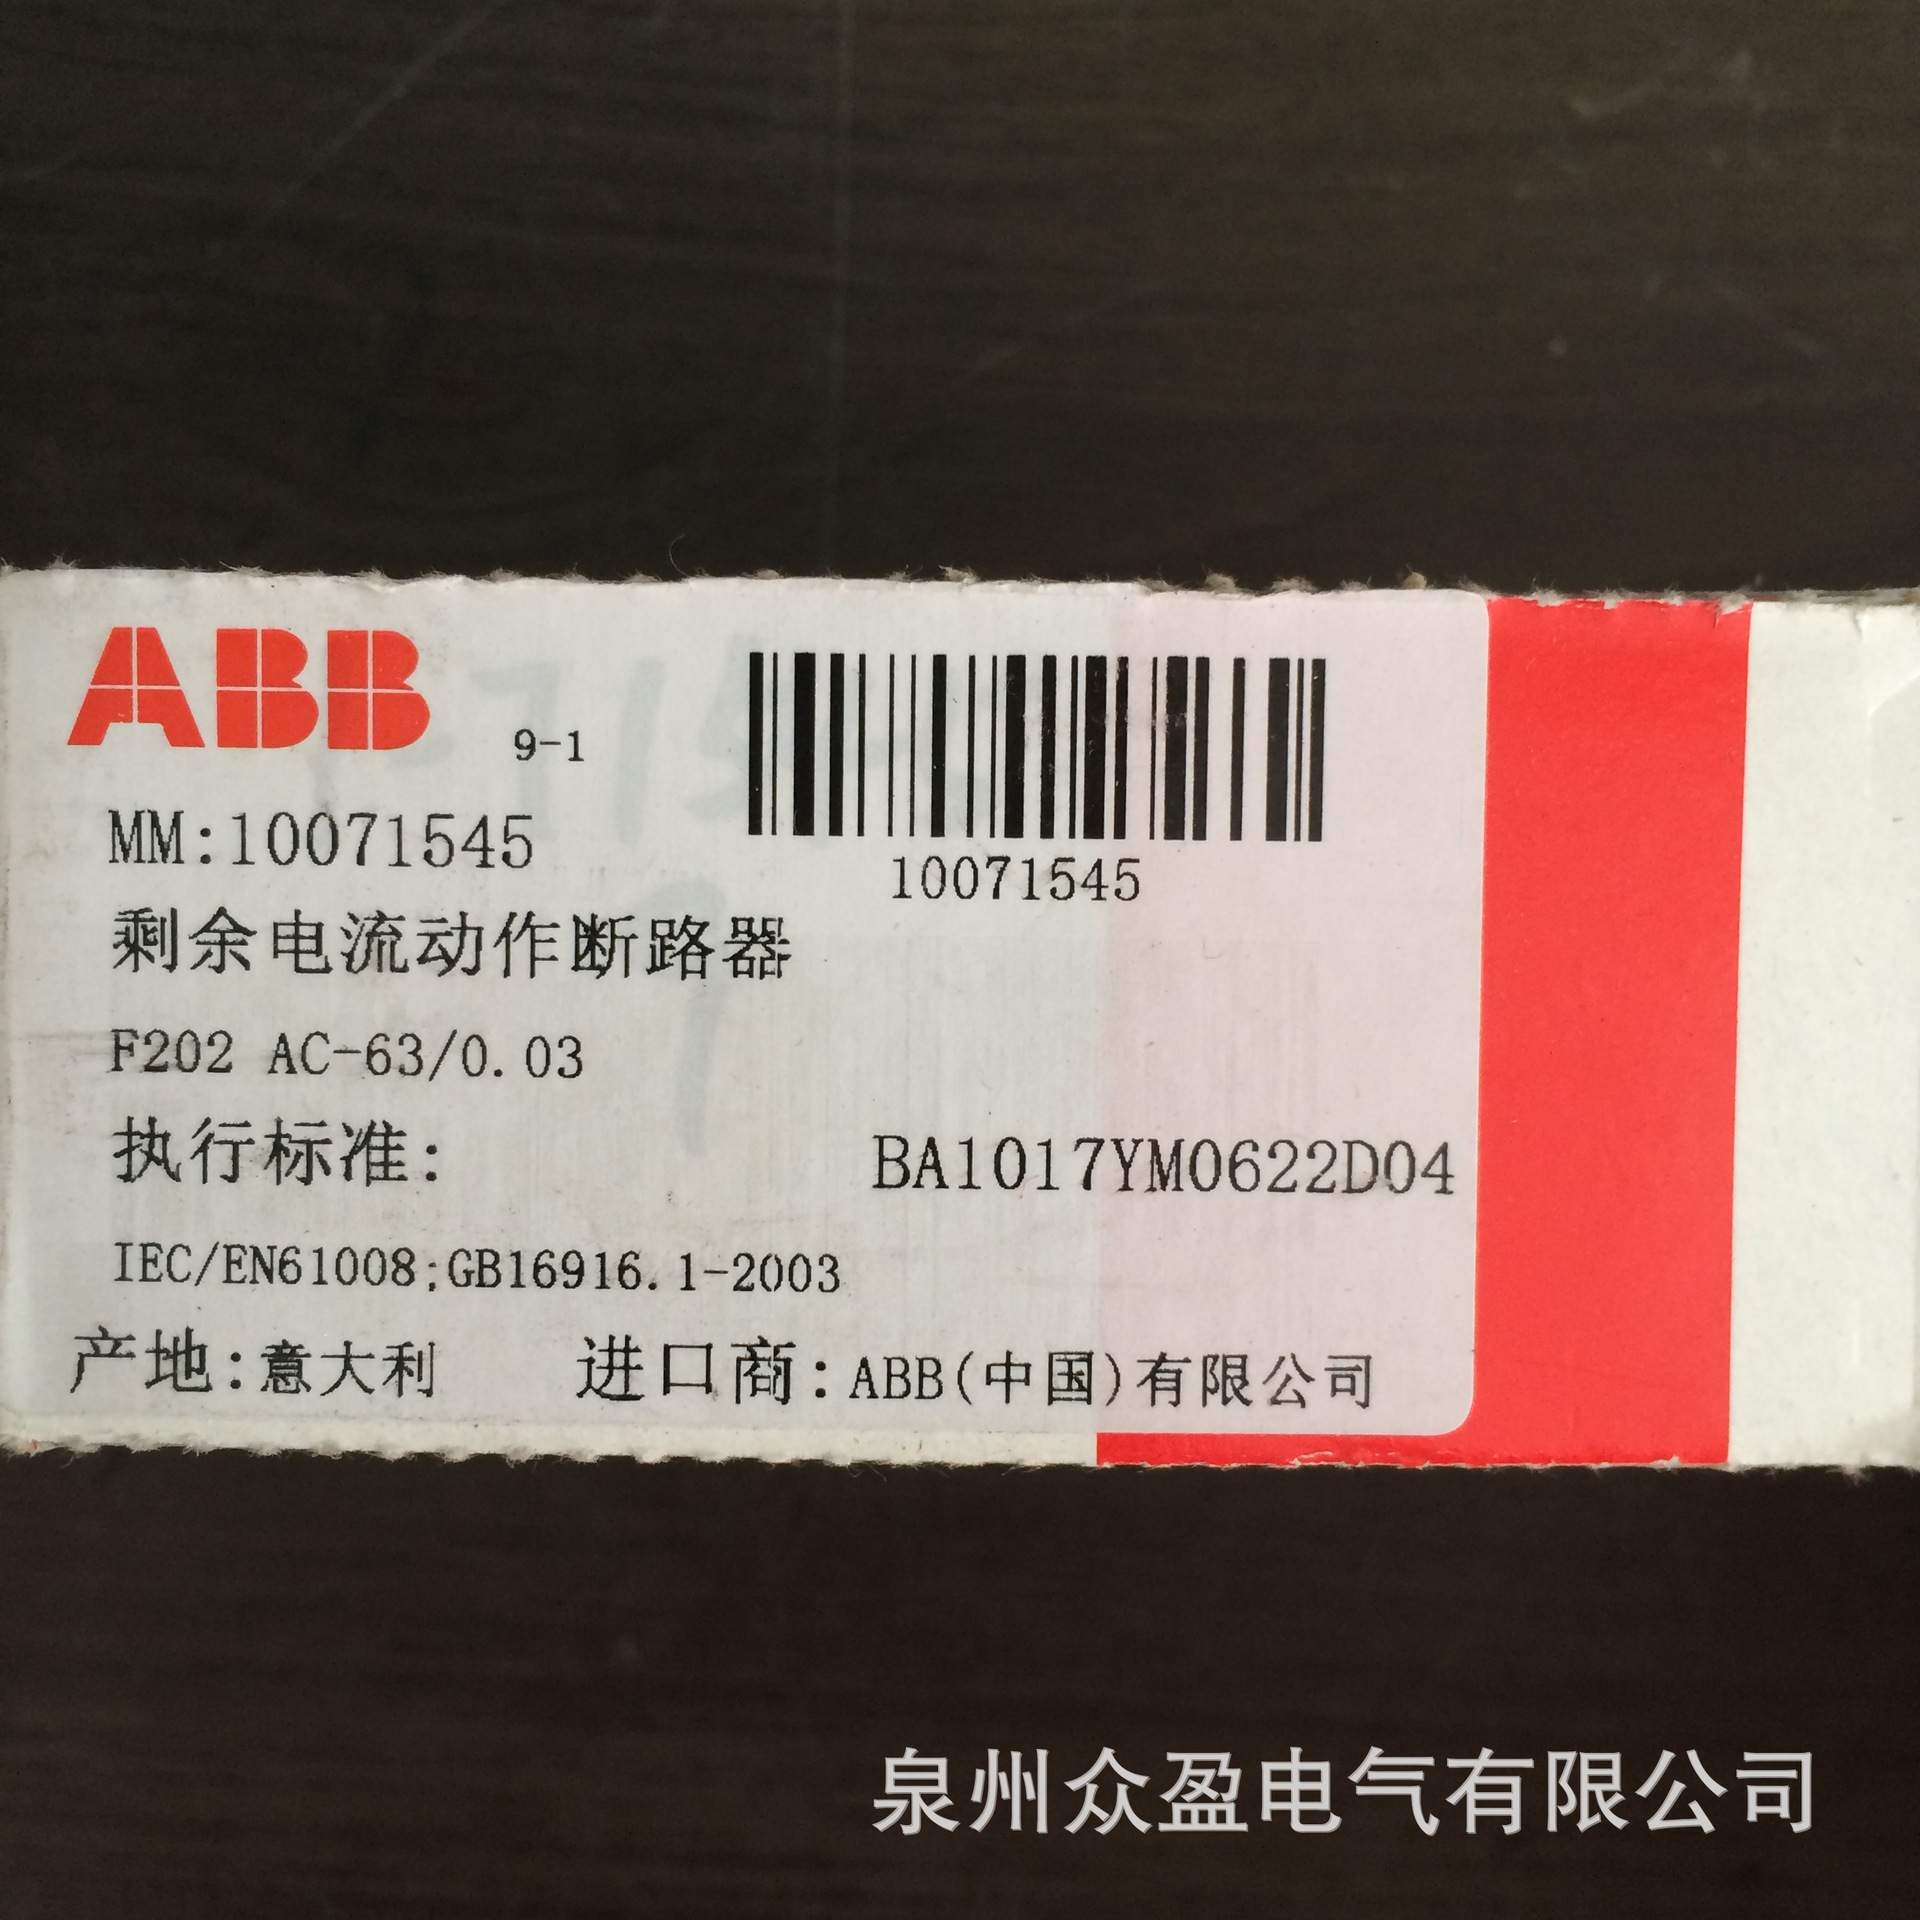 ABB
9-1
MM:10071545
10071545
剩余电流动作断路器
F202 AC-63/0.03
执行标准:
BA1017YM0622D04
IEC/EN61008;GB16916.1-2003
产地:意大利 进口商:ABB(中国)有限公司
泉州众盈电气有限公司